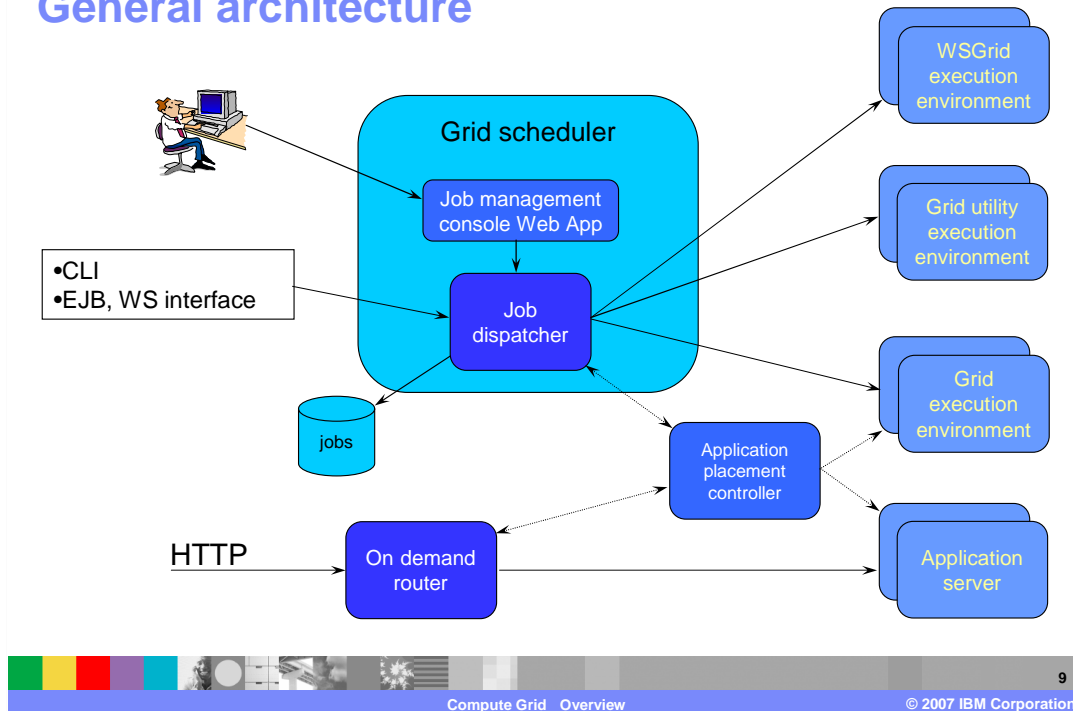 General architecture
WSGrid
execution
environment
Grid scheduler
Job management
console Web App
Grid utility
execution
environment
•CLI
•EJB, WS interface
Job
dispatcher
Grid
execution
environment
jobs
Application
placement
controller
HTTP
On demand
router
Application
server
9
Compute Grid Overview
© 2007 IBM Corporation